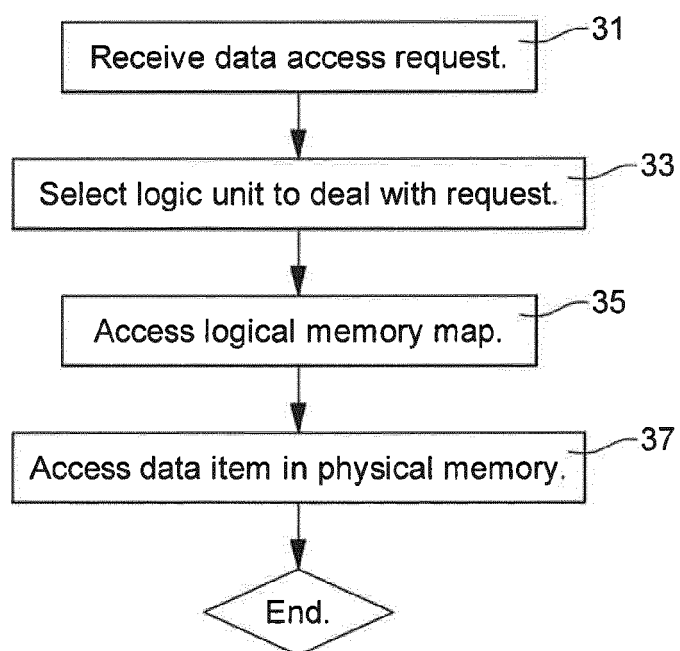 Receive data access request.
31
Select logic unit to deal with request.
33
Access logical memory map.
35
Access data item in physical memory.
37
End.